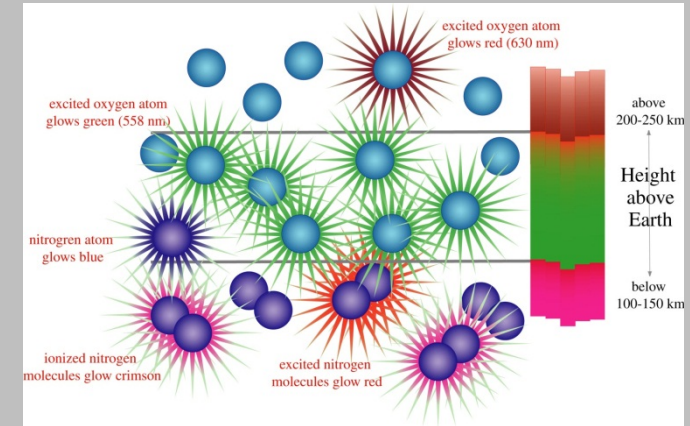 excited oxygen atom
glows red (630 nm)
excited oxygen atom
glows green (558 nm)
above
200-250 km
Height
above
Earth
nitrogren atom
glows blue
below
100-150 km
ionized nitrogen
molecules glow crimson
excited nitrogen
molecules glow red